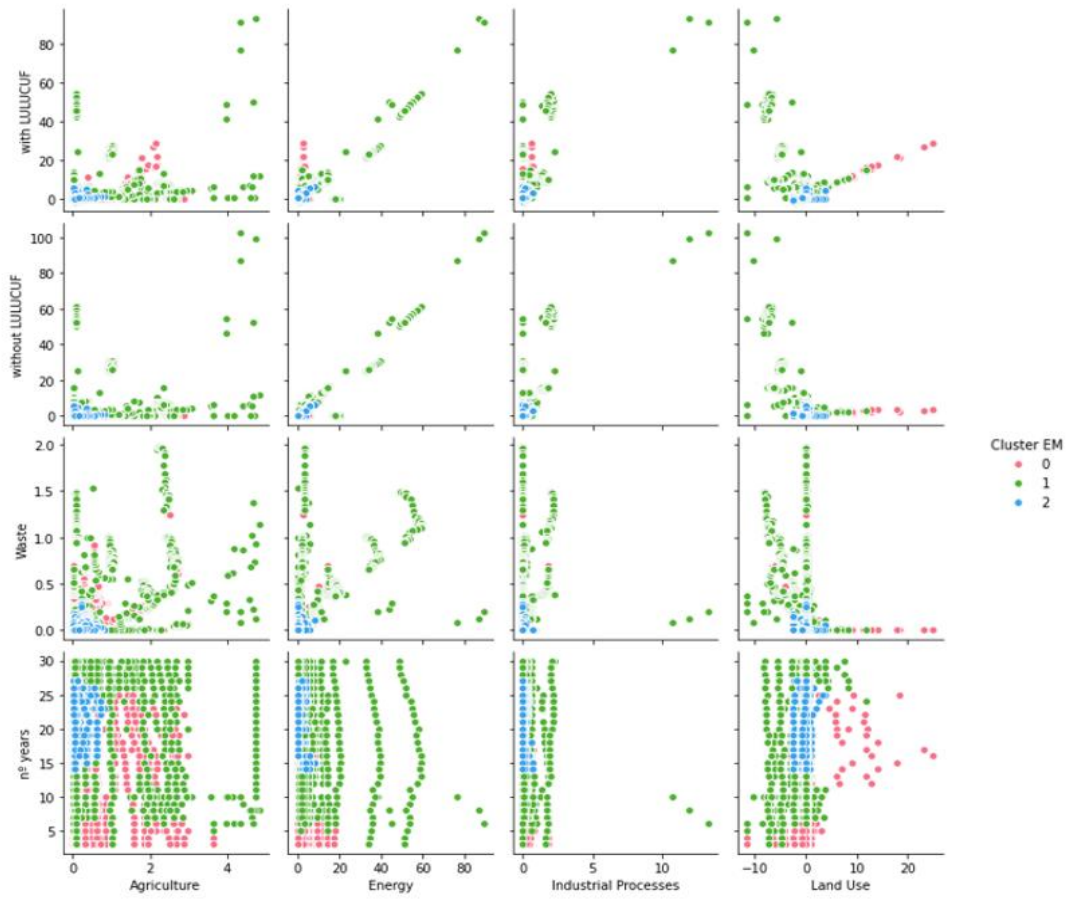 with LULUCUF
80
60
40
20
0
without LULUCUF
100
80
60
40
20
0
Waste
2.0
1.5
1.0
0.5
0.0
Cluster EM
0
1
2
nº years
30
25
20
15
10
5
0 2 4
0 20 40 60 80
0 5 10
−10 0 10 20
Agriculture
Energy
Industrial Processes
Land Use